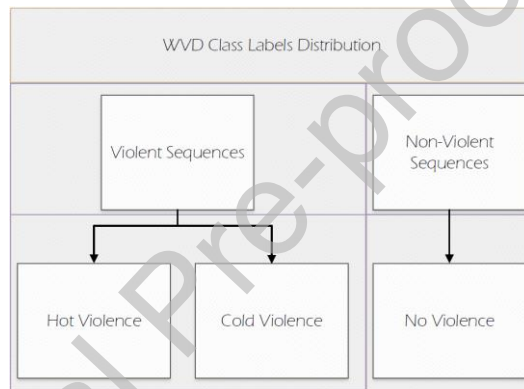 WVD Class Labels Distribution
Violent Sequences
Non-Violent
Sequences
Hot Violence
Cold Violence
No Violence